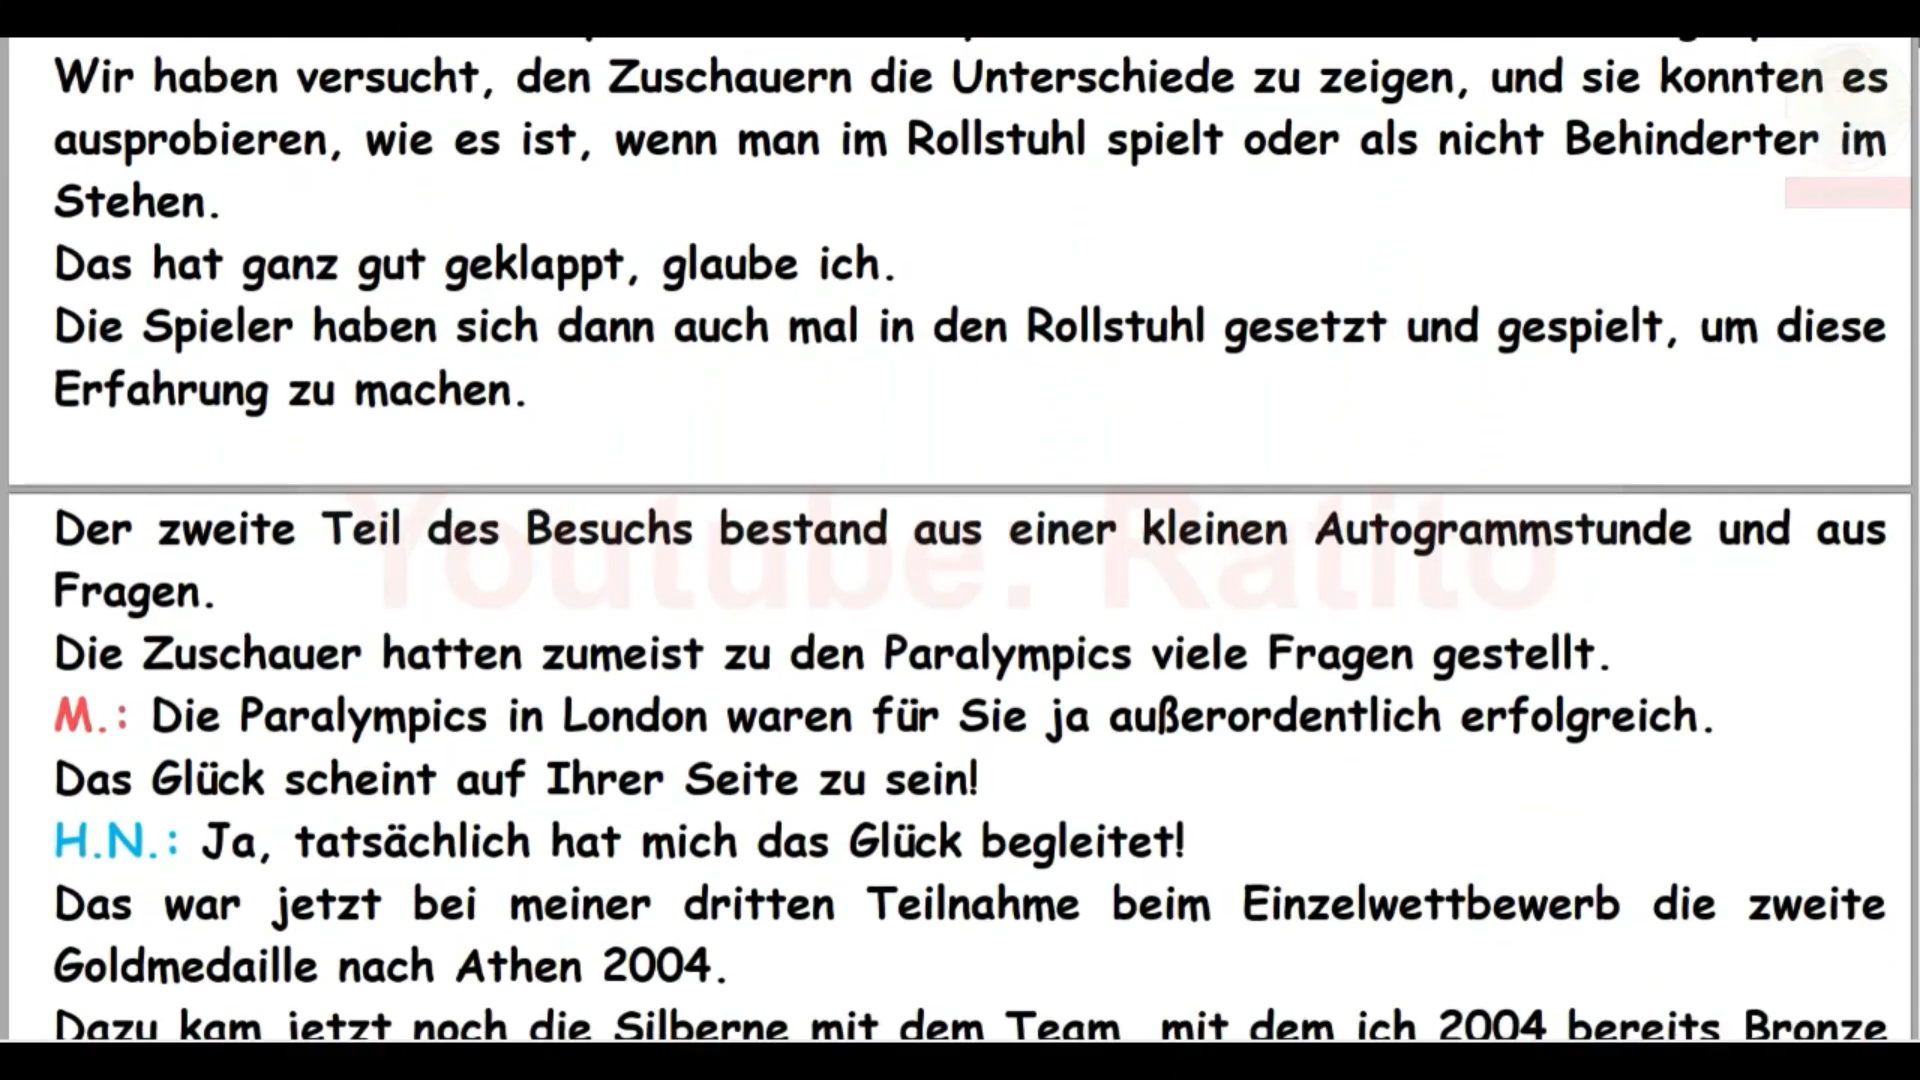 Wir haben versucht, den Zuschauern die Unterschiede zu zeigen, und sie konnten es
ausprobieren, wie es ist, wenn man im Rollstuhl spielt oder als nicht Behinderter im
Stehen.
Das hat ganz gut geklappt, glaube ich.
Die Spieler haben sich dann auch mal in den Rollstuhl gesetzt und gespielt, um diese
Erfahrung zu machen.
Youtube. Ratito
Der zweite Teil des Besuchs bestand aus einer kleinen Autogrammstunde und aus
Fragen.
Die Zuschauer hatten zumeist zu den Paralympics viele Fragen gestellt.
M.: Die Paralympics in London waren für Sie ja außerordentlich erfolgreich.
Das Glück scheint auf Ihrer Seite zu sein!
H.N.: Ja, tatsächlich hat mich das Glück begleitet!
Das war jetzt bei meiner dritten Teilnahme beim Einzelwettbewerb die zweite
Goldmedaille nach Athen 2004.
Dazu kam jetzt noch die Silberne mit dem Team mit dem ich 2004 bereits Bronze